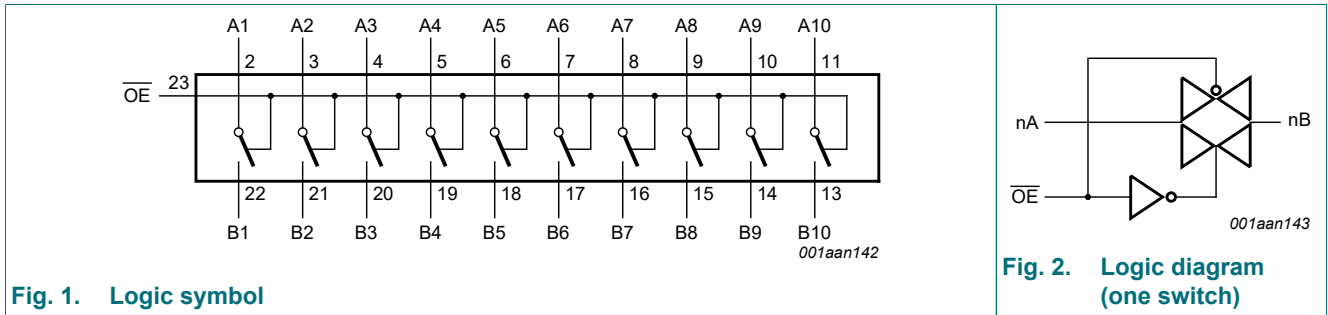 A1 A2 A3 A4 A5 A6 A7 A8 A9 A10
2 3 4 5 6 7 8 9 10 11
23
OE
22 21 20 19 18 17 16 15 14 13
B1 B2 B3 B4 B5 B6 B7 B8 B9 B10
001aan142
Fig. 1. Logic symbol
nA
nB
OE
001aan143
Fig. 2. Logic diagram
(one switch)